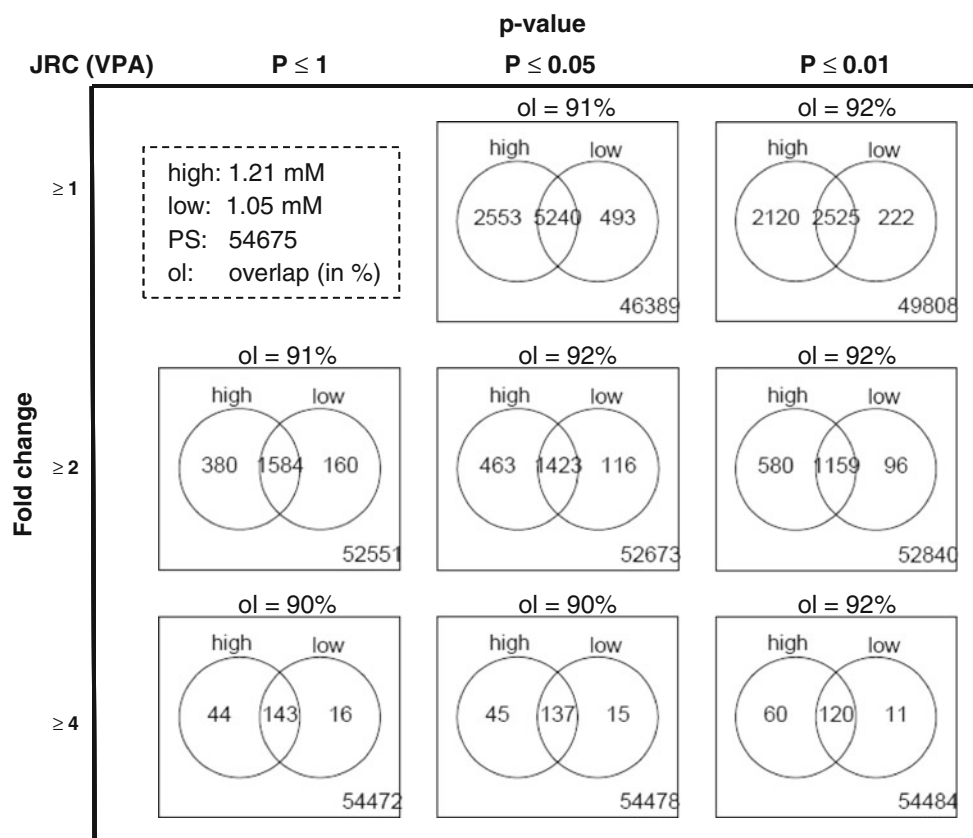 p-value
JRC (VPA) P ≤ 1 P ≤ 0.05 P ≤ 0.01
Fold change
≥ 1
high: 1.21 mM
low: 1.05 mM
PS: 54675
ol: overlap (in %)
ol = 91%
high low
2553 5240 493
46389
ol = 92%
high low
2120 2525 222
49808
≥ 2
ol = 91%
high low
380 1584 160
52551
ol = 92%
high low
463 1423 116
52673
ol = 92%
high low
580 1159 96
52840
≥ 4
ol = 90%
high low
44 143 16
54472
ol = 90%
high low
45 137 15
54478
ol = 92%
high low
60 120 11
54484